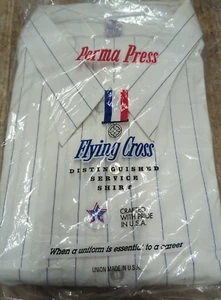 Perma Press
Flying Cross
DISTINGUISHED
SERVICE
SHIRT
CRAFTED
WITH PRIDE
IN U.S.A.
When a uniform is essential to a career
UNION MADE IN U.S.A.